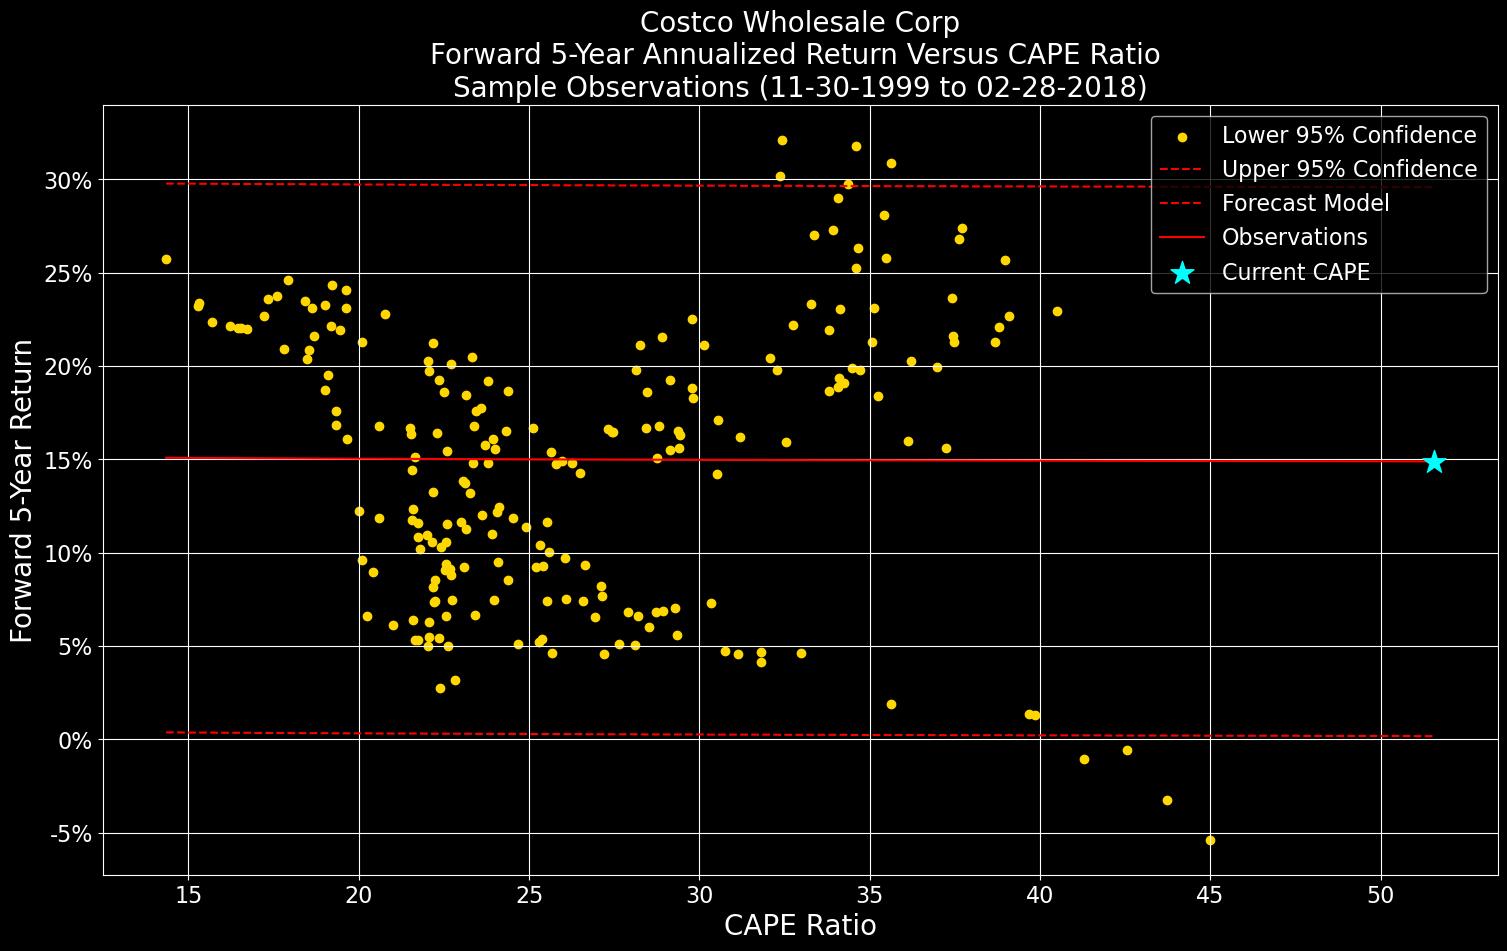 Costco Wholesale Corp
Forward 5-Year Annualized Return Versus CAPE Ratio
Sample Observations (11-30-1999 to 02-28-2018)
Lower 95% Confidence
Upper 95% Confidence
Forecast Model
Observations
Current CAPE
Forward 5-Year Return
30%
25%
20%
15%
10%
5%
0%
-5%
15 20 25 30 35 40 45 50
CAPE Ratio